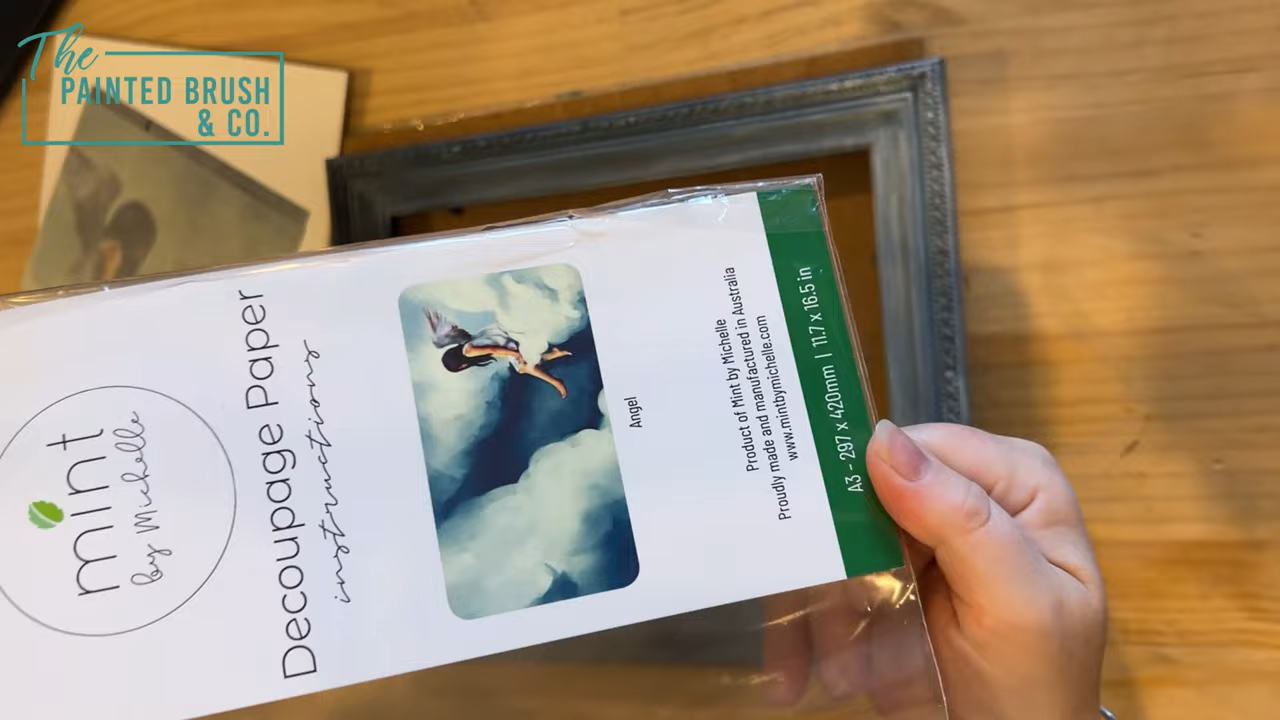 The
PAINTED BRUSH
& CO.
mint
by Michelle
Decoupage Paper
instructions
Angel
Product of Mint by Michelle
Proudly made and manufactured in Australia
www.mintbymichelle.com
A3 - 297 x 420mm | 11.7 x 16.5 in